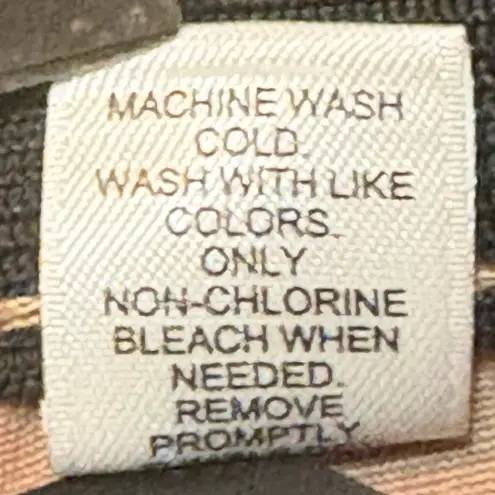 MACHINE WASH
COLD.
WASH WITH LIKE
COLORS.
ONLY
NON-CHLORINE
BLEACH WHEN
NEEDED.
REMOVE
PROMPTLY.